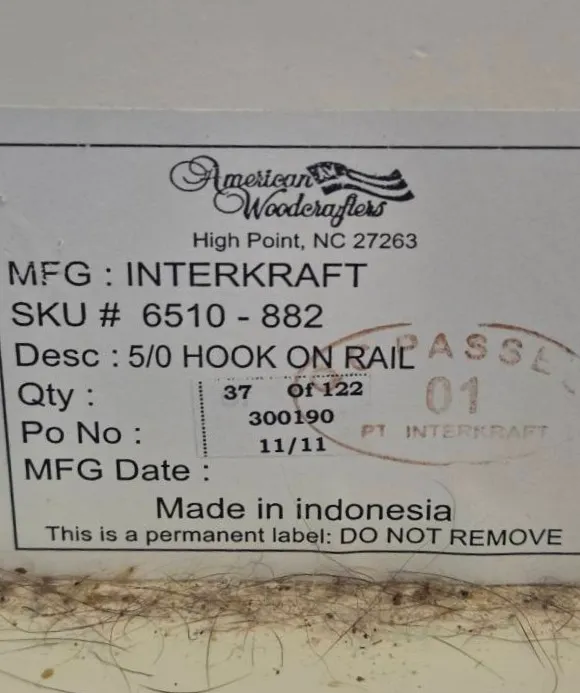 American
Woodcrafters
High Point, NC 27263
MFG : INTERKRAFT
SKU # 6510 - 882
Desc : 5/0 HOOK ON RAIL
Qty : 37 Of 122
Po No : 300190
MFG Date : 11/11
PASSE
01
PT INTERKRAFT
Made in indonesia
This is a permanent label: DO NOT REMOVE